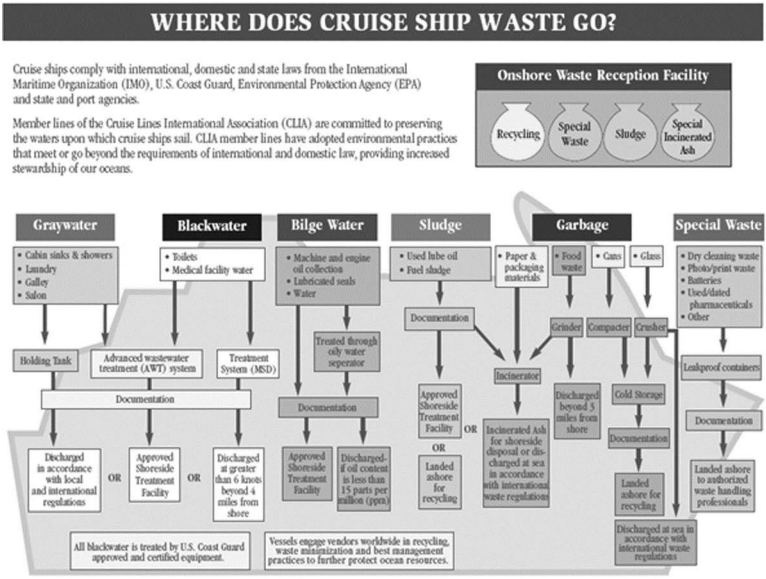 WHERE DOES CRUISE SHIP WASTE GO?
Cruise ships comply with international, domestic and state laws from the International
Maritime Organization (IMO), U.S. Coast Guard, Environmental Protection Agency (EPA)
and state and port agencies.
Member lines of the Cruise Lines International Association (CLIA) are committed to preserving
the waters upon which cruise ships sail. CLIA member lines have adopted environmental practices
that meet or go beyond the requirements of international and domestic law, providing increased
stewardship of our oceans.
Onshore Waste Reception Facility
Recycling
Special
Waste
Sludge
Special
Incinerated
Ash
Graywater
• Cabin sinks & showers
• Laundry
• Galley
• Salon
Blackwater
• Toilets
• Medical facility water
Bilge Water
• Machine and engine
oil collection
• Lubricated seals
• Water
Sludge
• Used lube oil
• Fuel sludge
Garbage
• Paper &
packaging
materials
• Food
waste
• Cans
• Glass
Special Waste
• Dry cleaning waste
• Photo/print waste
• Batteries
• Used/dated
pharmaceuticals
• Other
Holding Tank
Advanced wastewater
treatment (AWT) system
Treatment
System (MSD)
Treated through
oily water
seperator
Documentation
Grinder
Compacter
Crusher
Leakproof containers
Incinerator
Cold Storage
Documentation
Documentation
Documentation
Documentation
Discharged
in accordance
with local
and international
regulations
OR
Approved
Shoreside
Treatment
Facility
OR
Discharged
at greater
than 6 knots
beyond 4
miles from
shore
Approved
Shoreside
Treatment
Facility
Discharged-
if oil content
is less than
15 parts per
million (ppm)
Approved
Shoreside
Treatment
Facility
OR
Landed
ashore for
recycling
OR
Incinerated Ash
for shoreside
disposal or dis-
charged at sea
in accordance
with international
waste regulations
Discharged
beyond 3
miles from
shore
Landed
ashore for
recycling
Discharged at sea in
accordance with
international waste
regulations
Landed ashore
to authorized
waste handling
professionals
All blackwater is treated by U.S. Coast Guard
approved and certified equipment.
Vessels engage vendors worldwide in recycling,
waste minimization and best management
practices to further protect ocean resources.